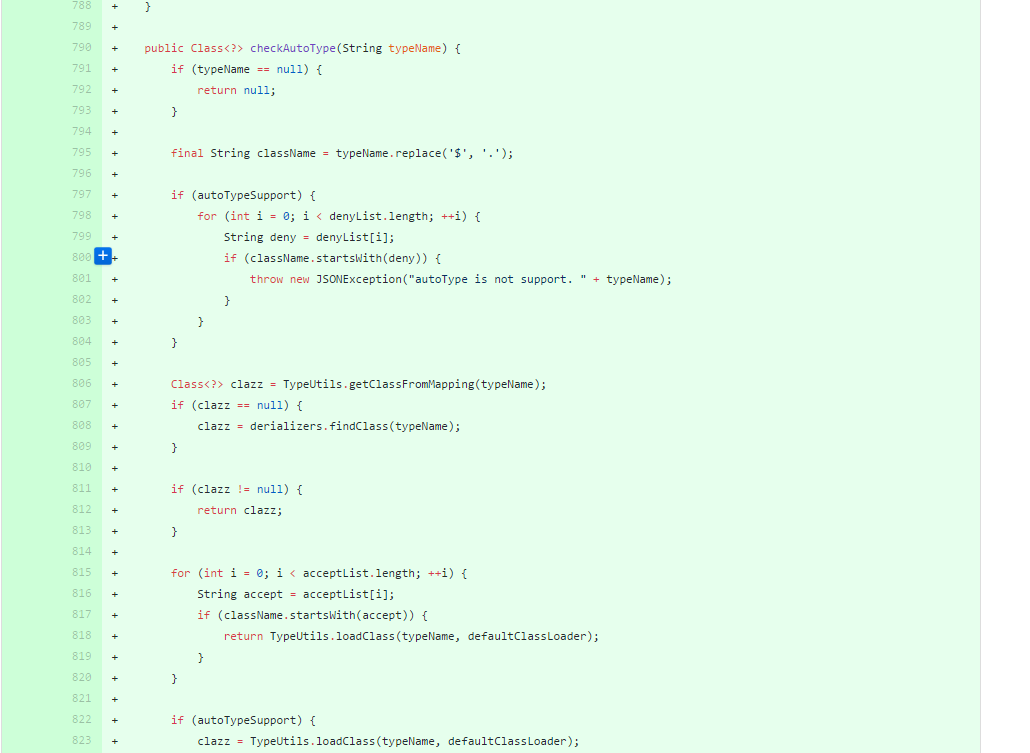 788 + }
789 +
790 + public Class<?> checkAutoType(String typeName) {
791 + if (typeName == null) {
792 + return null;
793 + }
794 +
795 + final String className = typeName.replace('$', '.');
796 +
797 + if (autoTypeSupport) {
798 + for (int i = 0; i < denyList.length; ++i) {
799 + String deny = denyList[i];
800 + + if (className.startsWith(deny)) {
801 + throw new JSONException("autoType is not support. " + typeName);
802 + }
803 + }
804 + }
805 +
806 + Class<?> clazz = TypeUtils.getClassFromMapping(typeName);
807 + if (clazz == null) {
808 + clazz = derializers.findClass(typeName);
809 + }
810 +
811 + if (clazz != null) {
812 + return clazz;
813 + }
814 +
815 + for (int i = 0; i < acceptList.length; ++i) {
816 + String accept = acceptList[i];
817 + if (className.startsWith(accept)) {
818 + return TypeUtils.loadClass(typeName, defaultClassLoader);
819 + }
820 + }
821 +
822 + if (autoTypeSupport) {
823 + clazz = TypeUtils.loadClass(typeName, defaultClassLoader);